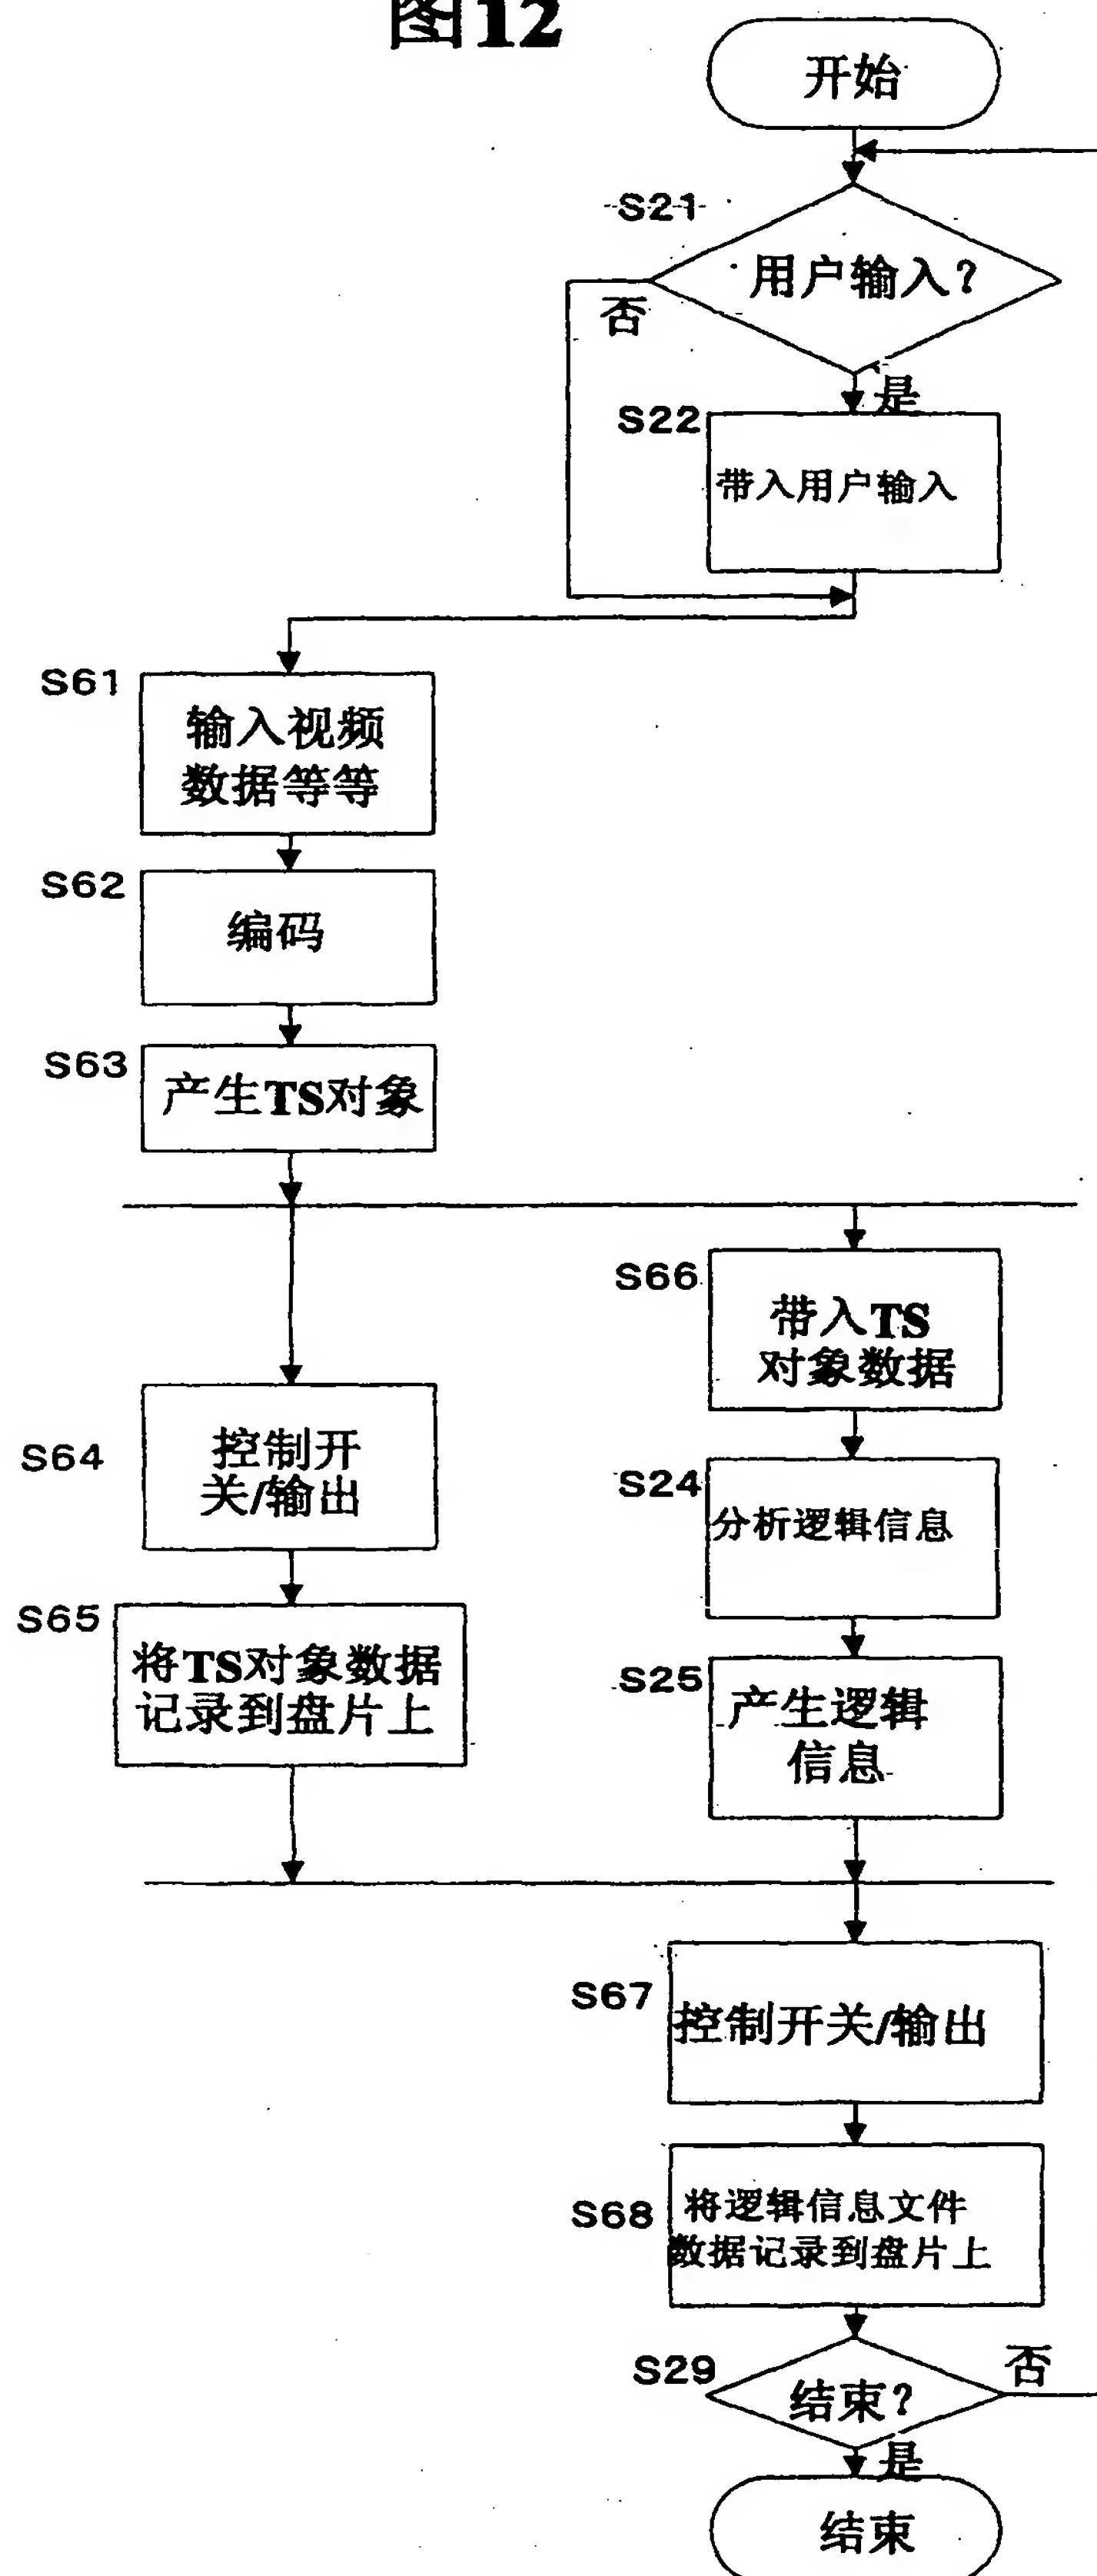 图12
开始
S21
用户输入?
否
是
S22
带入用户输入
S61
输入视频
数据等等
S62
编码
S63
产生TS对象
S66
带入TS
对象数据
S64
控制开
关/输出
S24
分析逻辑信息
S65
将TS对象数据
记录到盘片上
S25
产生逻辑
信息
S67
控制开关/输出
S68
将逻辑信息文件
数据记录到盘片上
S29
结束?
否
是
结束